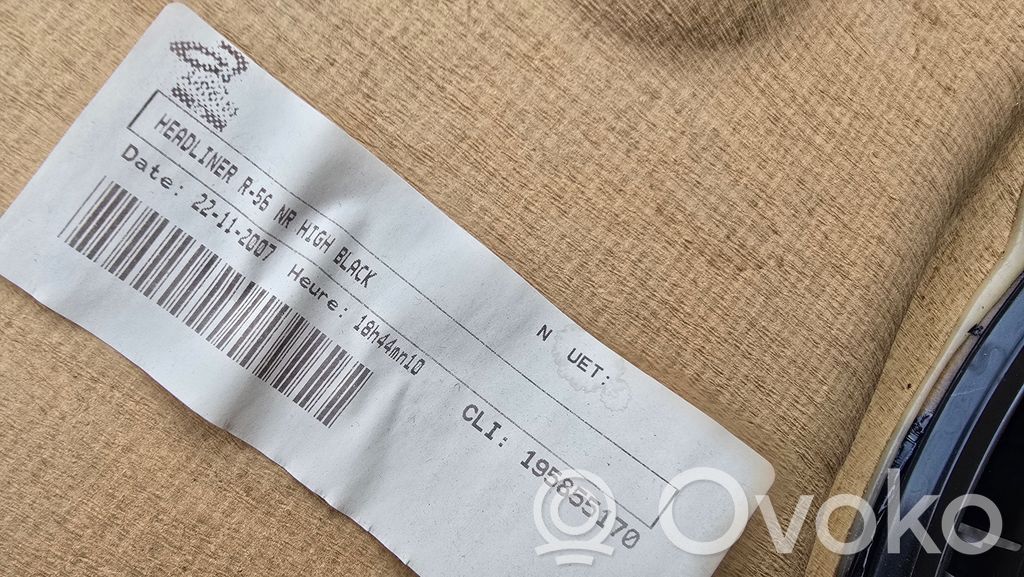 HEADLINER R-56 NR HIGH BLACK
Date: 22-11-2007 Heure: 18h44mn10
N UET:
CLI: 195855170
Ovoko